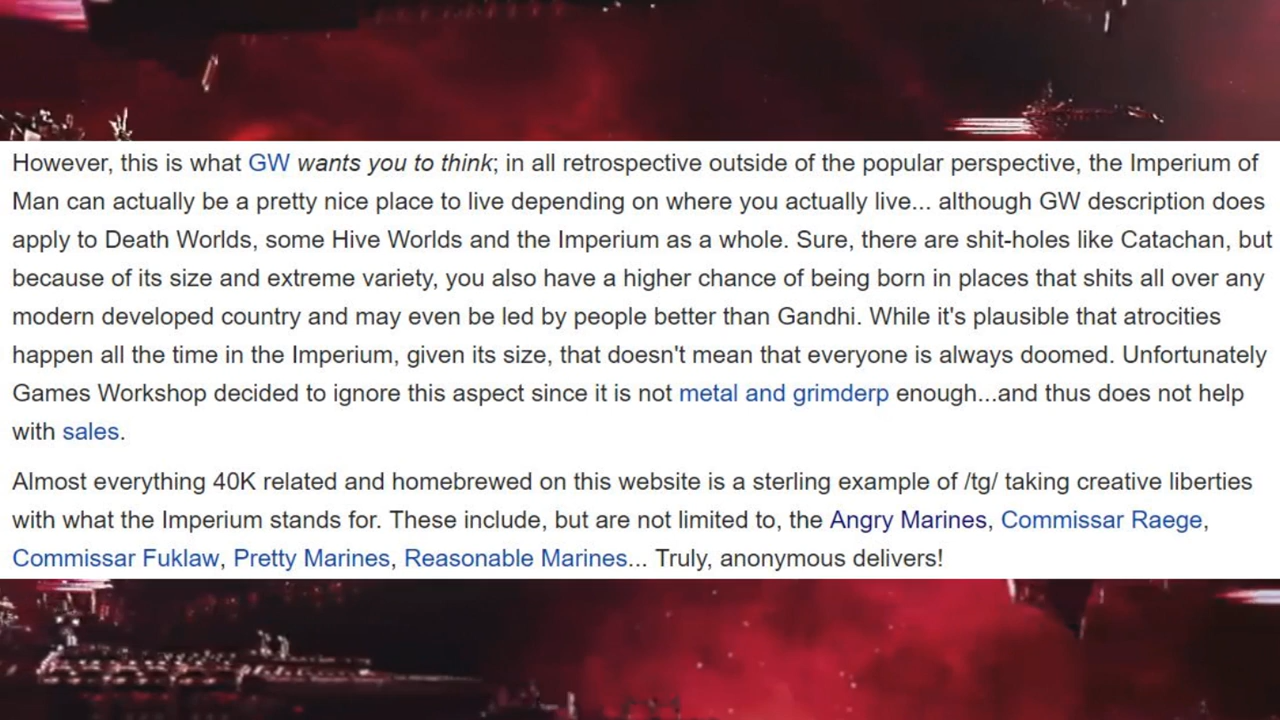 However, this is what GW wants you to think; in all retrospective outside of the popular perspective, the Imperium of
Man can actually be a pretty nice place to live depending on where you actually live... although GW description does
apply to Death Worlds, some Hive Worlds and the Imperium as a whole. Sure, there are shit-holes like Catachan, but
because of its size and extreme variety, you also have a higher chance of being born in places that shits all over any
modern developed country and may even be led by people better than Gandhi. While it's plausible that atrocities
happen all the time in the Imperium, given its size, that doesn't mean that everyone is always doomed. Unfortunately
Games Workshop decided to ignore this aspect since it is not metal and grimderp enough...and thus does not help
with sales.
Almost everything 40K related and homebrewed on this website is a sterling example of /tg/ taking creative liberties
with what the Imperium stands for. These include, but are not limited to, the Angry Marines, Commissar Raege,
Commissar Fuklaw, Pretty Marines, Reasonable Marines... Truly, anonymous delivers!